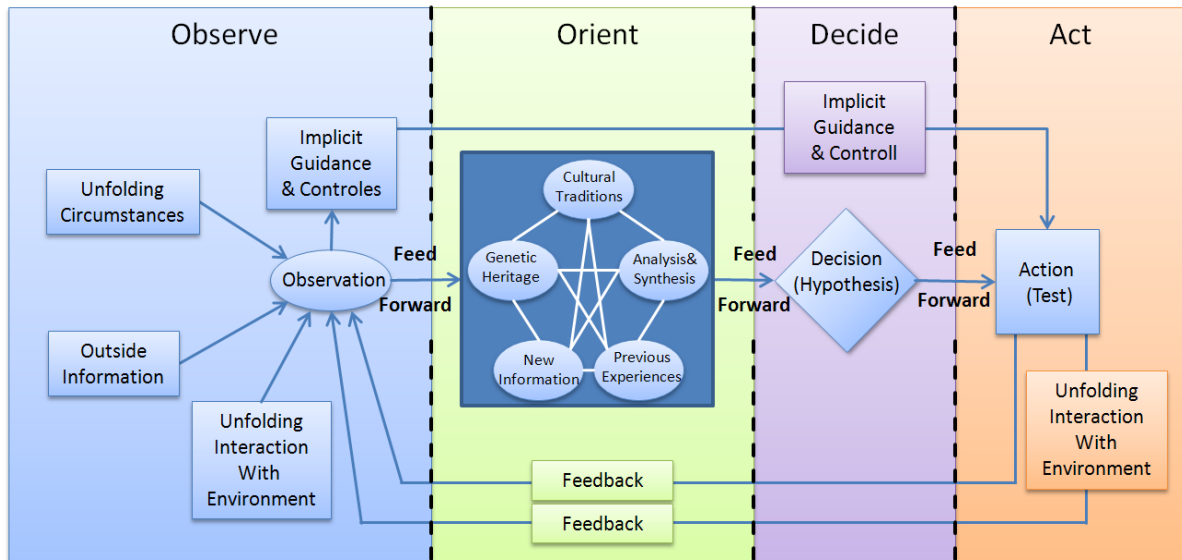 Observe
Orient
Decide
Act
Implicit
Guidance
& Controles
Implicit
Guidance
& Controll
Unfolding
Circumstances
Cultural
Traditions
Genetic
Heritage
Analysis&
Synthesis
New
Information
Previous
Experiences
Observation
Feed
Forward
Feed
Forward
Decision
(Hypothesis)
Feed
Forward
Action
(Test)
Outside
Information
Unfolding
Interaction
With
Environment
Unfolding
Interaction
With
Environment
Feedback
Feedback